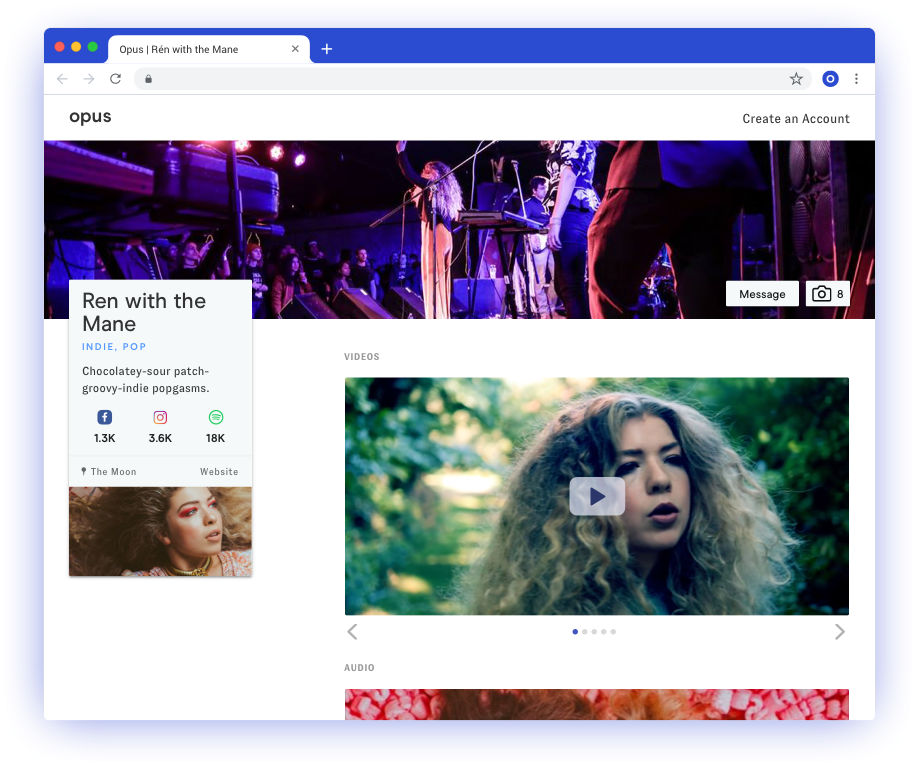 Opus | Rén with the Mane
opus
Create an Account
Message
8
Ren with the
Mane
INDIE, POP
Chocolatey-sour patch-
groovy-indie popgasms.
1.3K 3.6K 18K
The Moon Website
VIDEOS
AUDIO